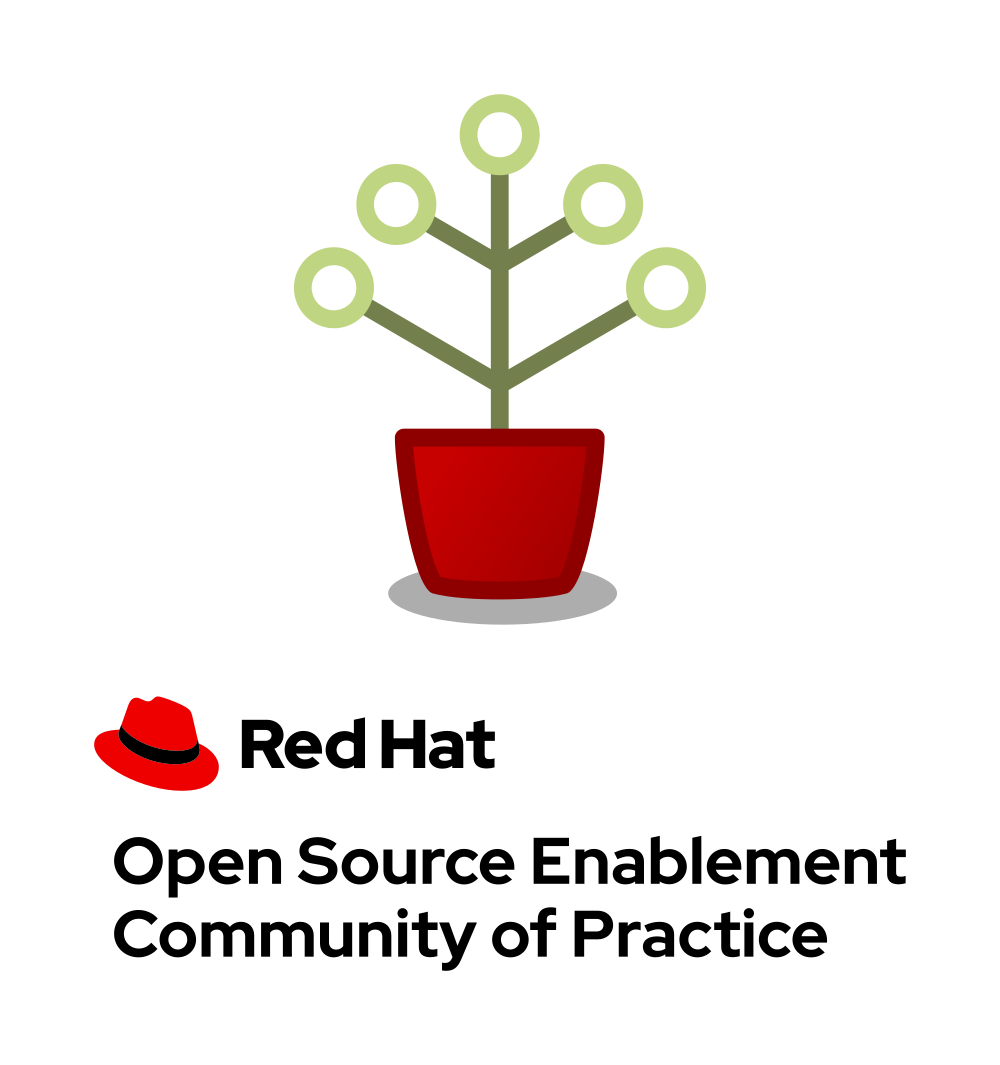 Red Hat
Open Source Enablement
Community of Practice